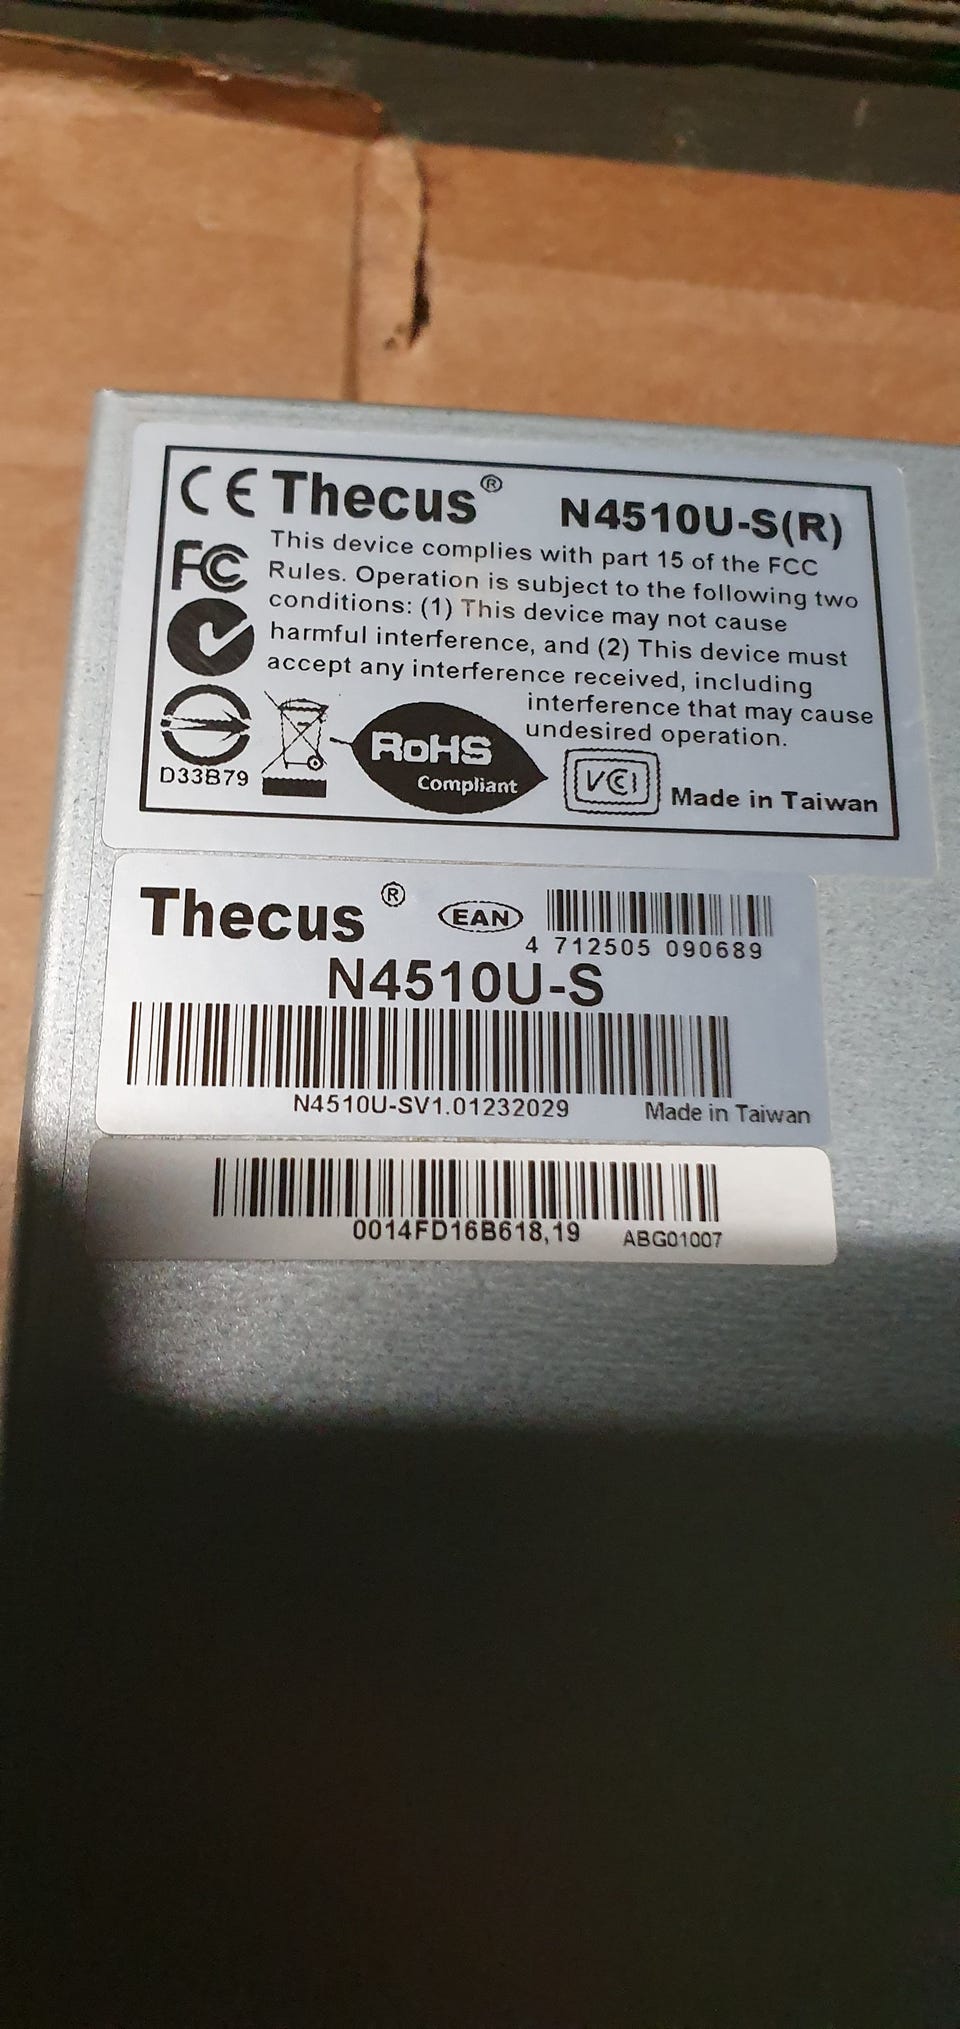 CE Thecus® N4510U-S(R)
FC This device complies with part 15 of the FCC
Rules. Operation is subject to the following two
conditions: (1) This device may not cause
harmful interference, and (2) This device must
accept any interference received, including
interference that may cause
undesired operation.
D33B79
RoHS
Compliant
VCI
Made in Taiwan
Thecus® EAN
4 712505 090689
N4510U-S
N4510U-SV1.01232029 Made in Taiwan
0014FD16B618,19 ABG01007